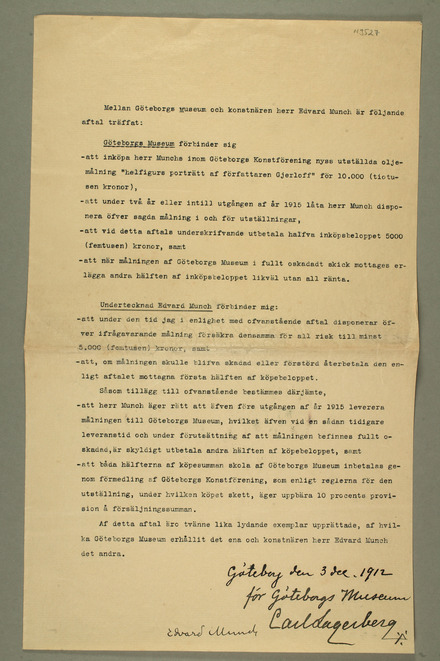 113527
Mellan Göteborgs Museum och konstnären herr Edvard Munch är följande
aftal träffat:
Göteborgs Museum förbinder sig
-att inköpa herr Munchs inom Göteborgs Konstförening nyss utställda olje-
målning "helfigurs porträtt af författaren Gjerloff" för 10.000 (tiotu-
sen kronor),
-att under två år eller intill utgången af år 1915 låta herr Munch dispo-
nera öfver sagda målning i och för utställningar,
-att vid detta aftals underskrifvande utbetala halfva inköpsbeloppet 5000
(femtusen) kronor, samt
-att när målningen af Göteborgs Museum i fullt oskadadt skick mottages er-
lägga andra hälften af inköpsbeloppet likväl utan all ränta.
Undertecknad Edvard Munch förbinder mig:
-att under den tid jag i enlighet med ofvanstående aftal disponerar öf-
ver ifrågavarande målning försäkra densamma för all risk till minst
5.000 (femtusen) kronor, samt
-att, om målningen skulle blifva skadad eller förstörd återbetala den en-
ligt aftalet mottagna första hälften af köpebeloppet.
Såsom tillägg till ofvanstående bestämmes därjämte,
-att herr Munch äger rätt att äfven före utgången af år 1915 leverera
målningen till Göteborgs Museum, hvilket äfven vid en sådan tidigare
leveranstid och under förutsättning af att målningen befinnes fullt o-
skadad, är skyldigt utbetala andra hälften af köpebeloppet, samt
-att båda hälfterna af köpesumman skola af Göteborgs Museum inbetalas ge-
nom förmedling af Göteborgs Konstförening, som enligt reglerna för den
utställning, under hvilken köpet skett, äger uppbära 10 procents provi-
sion å försäljningssumman.
Af detta aftal äro tvänne lika lydande exemplar upprättade, af hvil-
ka Göteborgs Museum erhållit det ena och konstnären herr Edvard Munch
det andra.
Göteborg den 3 dec. 1912
för Göteborgs Museum
Carl Lagerberg
Edvard Munch